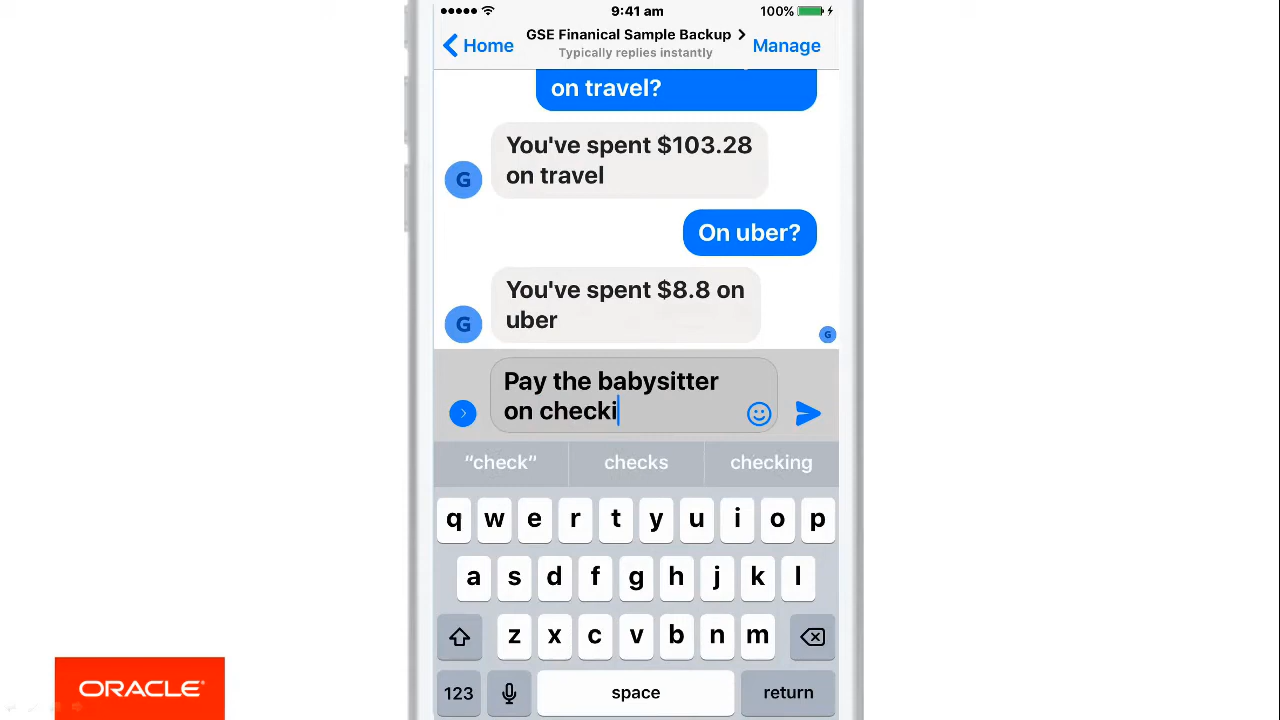 9:41 am
100%
Home
GSE Finanical Sample Backup
Manage
Typically replies instantly
on travel?
You've spent $103.28
on travel
G
On uber?
You've spent $8.8 on
uber
G
G
Pay the babysitter
on checki
"check"
checks
checking
q w e r t y u i o p
a s d f g h j k l
z x c v b n m
123
space
return
ORACLE